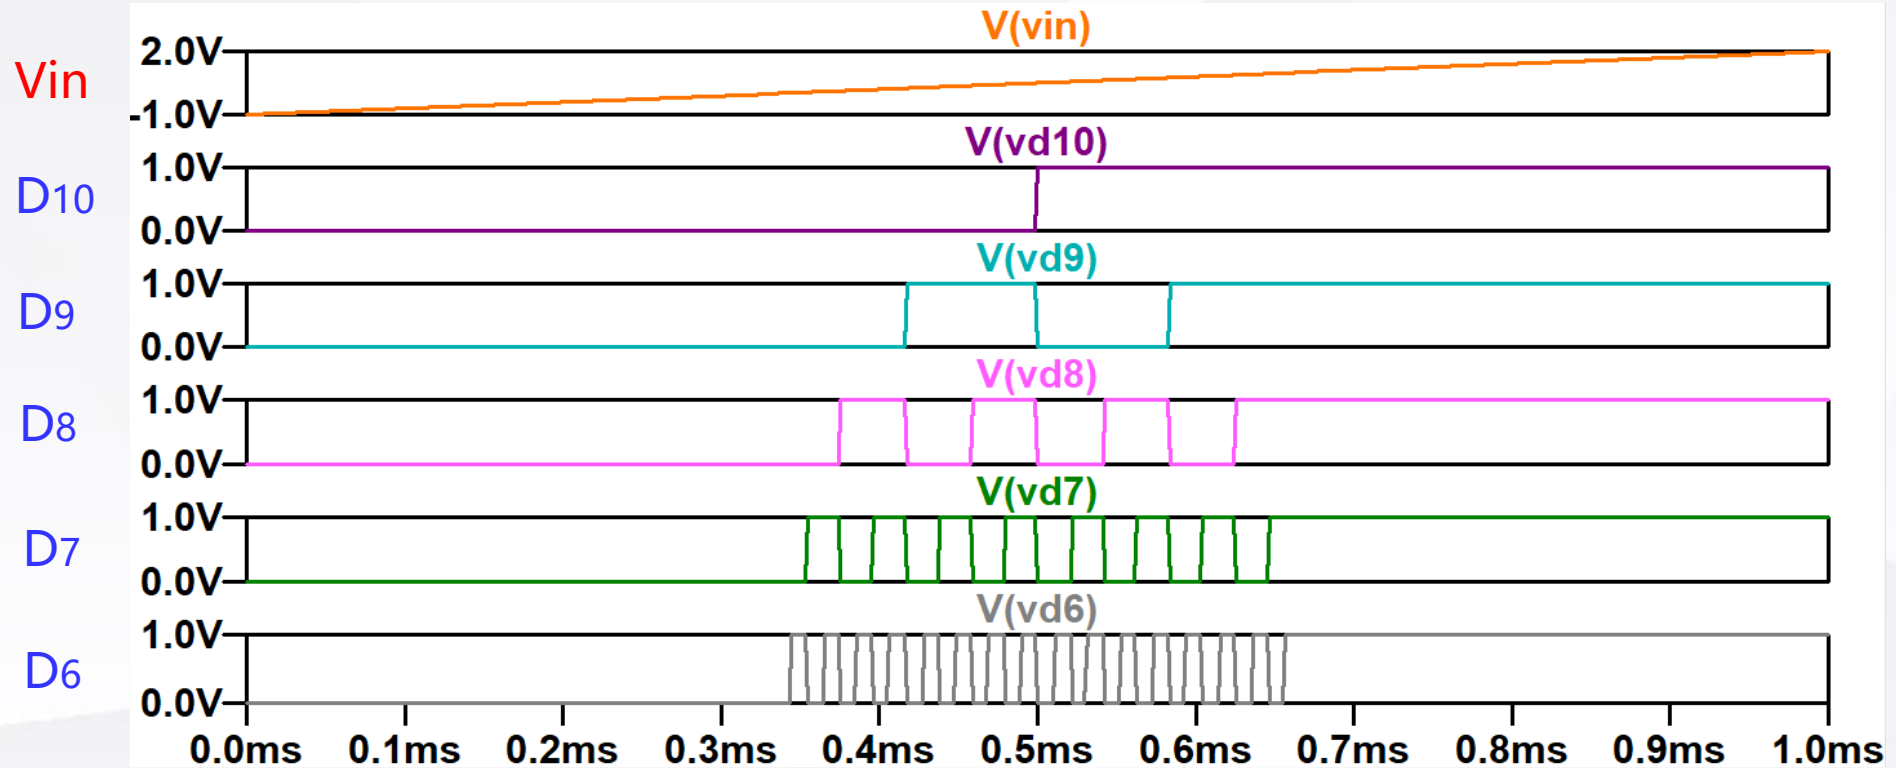 V(vin)
Vin
2.0V
-1.0V
V(vd10)
D10
1.0V
0.0V
V(vd9)
D9
1.0V
0.0V
V(vd8)
D8
1.0V
0.0V
V(vd7)
D7
1.0V
0.0V
V(vd6)
D6
1.0V
0.0V
0.0ms 0.1ms 0.2ms 0.3ms 0.4ms 0.5ms 0.6ms 0.7ms 0.8ms 0.9ms 1.0ms